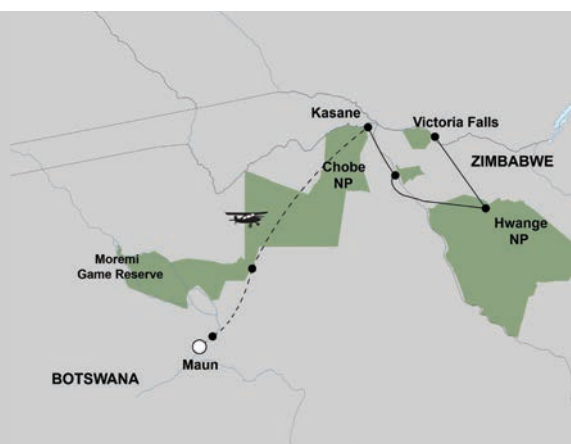 Kasane
Victoria Falls
ZIMBABWE
Chobe
NP
Hwange
NP
Moremi
Game Reserve
Maun
BOTSWANA